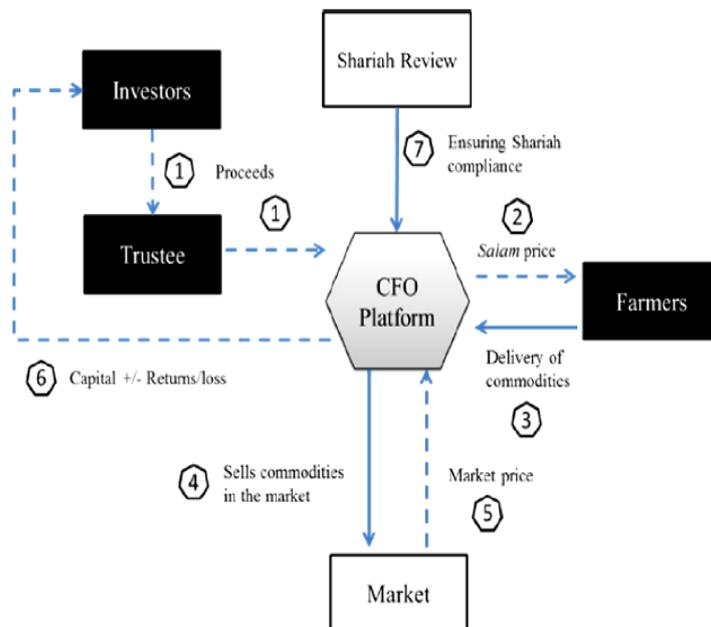 Shariah Review
Investors
7
Ensuring Shariah
compliance
1
Proceeds
1
2
Salam price
Trustee
CFO
Platform
Farmers
Delivery of
commodities
3
6
Capital +/- Returns/loss
4
Sells commodities
in the market
Market price
5
Market